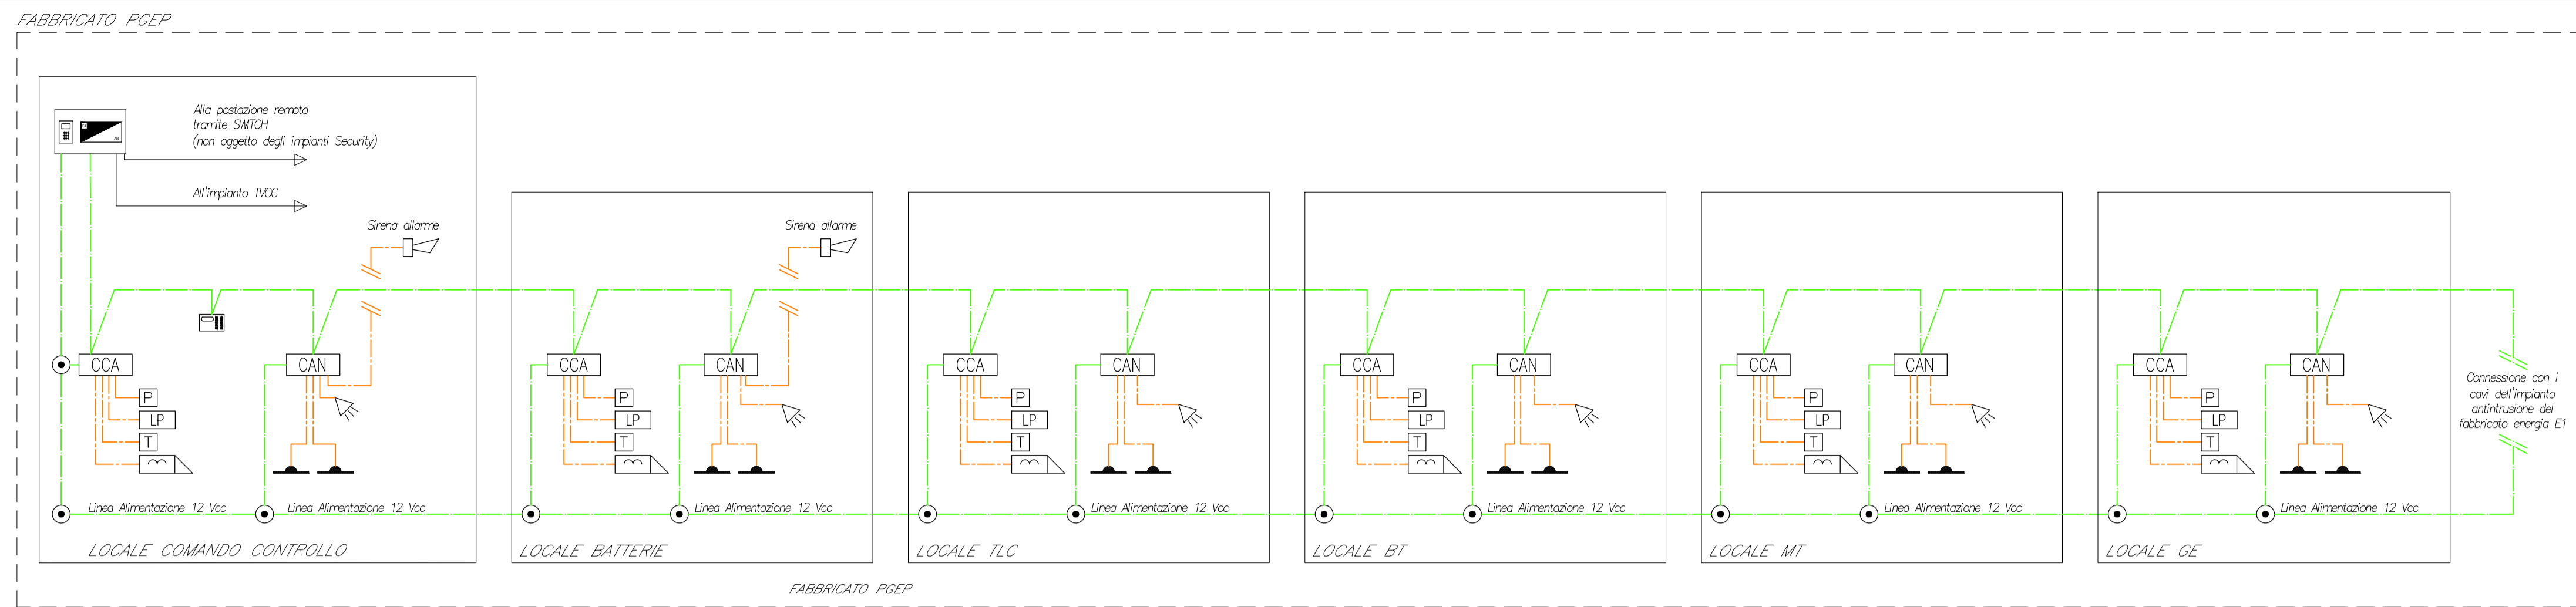 FABBRICATO PGEP
Alla postazione remota
tramite SWITCH
(non oggetto degli impianti Security)
All'impianto TVCC
Sirena allarme
CCA
CAN
P
LP
T
Linea Alimentazione 12 Vcc
Linea Alimentazione 12 Vcc
LOCALE COMANDO CONTROLLO
Sirena allarme
CCA
CAN
P
LP
T
Linea Alimentazione 12 Vcc
LOCALE BATTERIE
CCA
CAN
P
LP
T
Linea Alimentazione 12 Vcc
LOCALE TLC
CCA
CAN
P
LP
T
Linea Alimentazione 12 Vcc
LOCALE BT
CCA
CAN
P
LP
T
Linea Alimentazione 12 Vcc
LOCALE MT
CCA
CAN
P
LP
T
Linea Alimentazione 12 Vcc
LOCALE GE
Connessione con i
cavi dell'impianto
antintrusione del
fabbricato energia E1
FABBRICATO PGEP